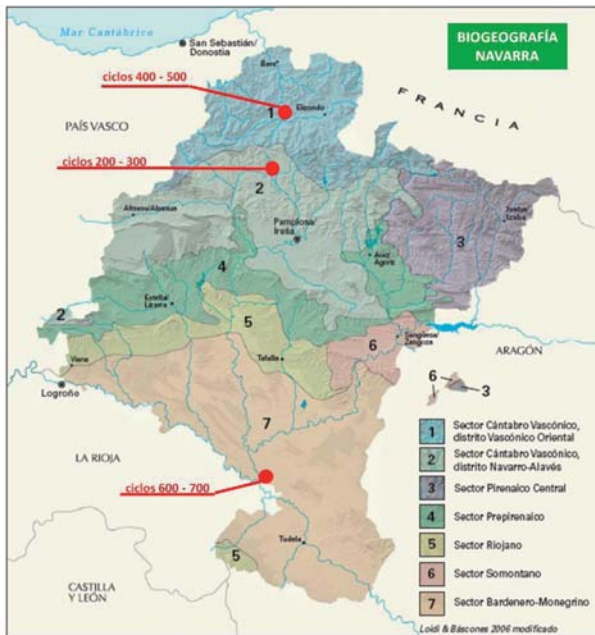 Mar Cantábrico
BIOGEOGRAFÍA
NAVARRA
San Sebastián/
Donostia
Bera
ciclos 400 - 500
1
Elizondo
FRANCIA
PAÍS VASCO
ciclos 200 - 300
2
Altsasu/Alsasua
Pamplona/
Iruña
3
4
Aoiz/
Agoitz
Estella/
Lizarra
2
5
6
Sangüesa/
Zangoza
ARAGÓN
Viana
Tafalla
Logroño
6
3
7
LA RIOJA
ciclos 600 - 700
Tudela
5
CASTILLA
Y LEÓN
1 Sector Cántabro Vascónico,
distrito Vascónico Oriental
2 Sector Cántabro Vascónico,
distrito Navarro-Alavés
3 Sector Pirenaico Central
4 Sector Prepirenaico
5 Sector Riojano
6 Sector Somontano
7 Sector Bardenero-Monegrino
Loidi & Báscones 2006 modificado